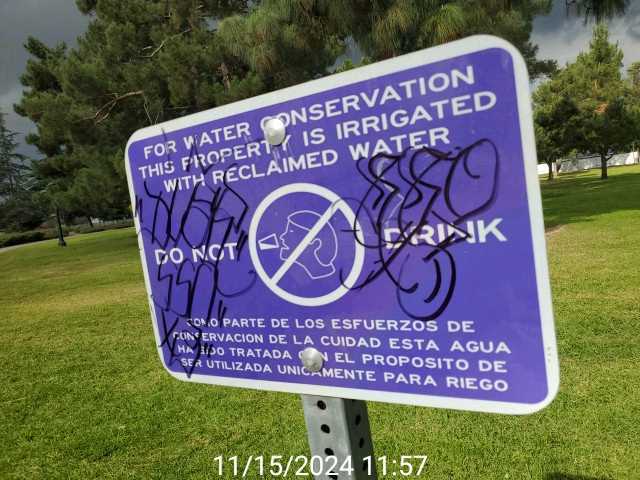 FOR WATER CONSERVATION
THIS PROPERTY IS IRRIGATED
WITH RECLAIMED WATER
DO NOT DRINK
COMO PARTE DE LOS ESFUERZOS DE
CONSERVACION DE LA CUIDAD ESTA AGUA
HA SIDO TRATADA CON EL PROPOSITO DE
SER UTILIZADA UNICAMENTE PARA RIEGO
11/15/2024 11:57